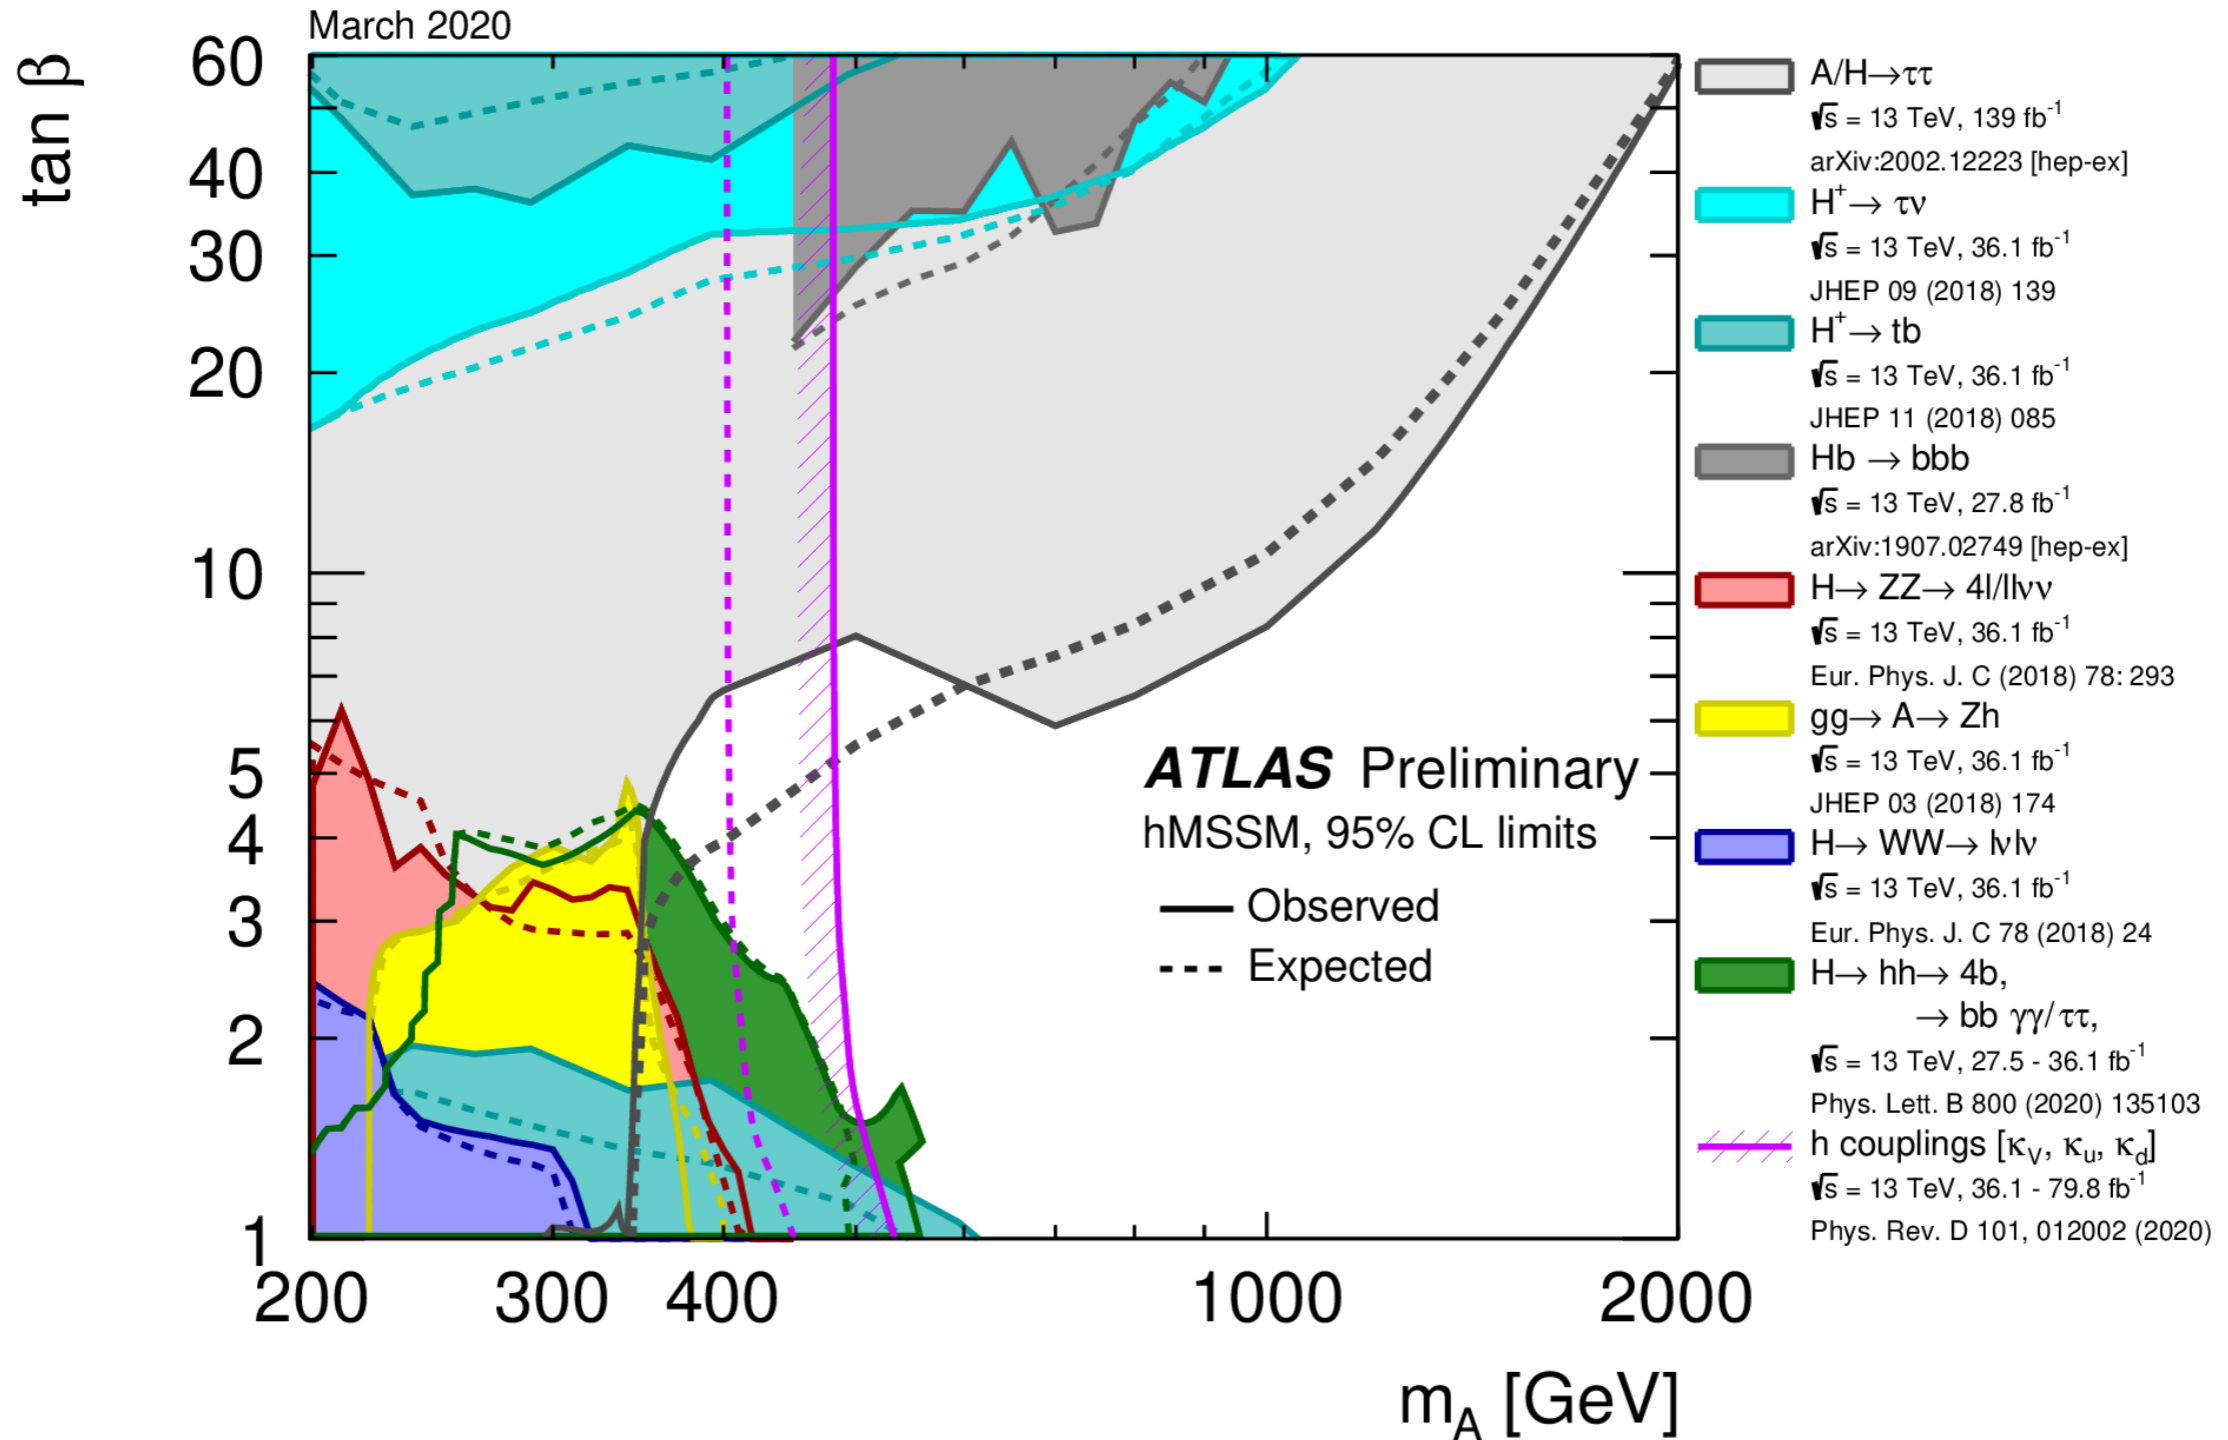 March 2020
tan β
60
40
30
20
10
5
4
3
2
1
200
300
400
1000
2000
m_A [GeV]
ATLAS Preliminary
hMSSM, 95% CL limits
Observed
Expected
A/H→ττ
√s = 13 TeV, 139 fb⁻¹
arXiv:2002.12223 [hep-ex]
H⁺→ τν
√s = 13 TeV, 36.1 fb⁻¹
JHEP 09 (2018) 139
H⁺→ tb
√s = 13 TeV, 36.1 fb⁻¹
JHEP 11 (2018) 085
Hb → bbb
√s = 13 TeV, 27.8 fb⁻¹
arXiv:1907.02749 [hep-ex]
H→ ZZ→ 4l/llνν
√s = 13 TeV, 36.1 fb⁻¹
Eur. Phys. J. C (2018) 78: 293
gg→ A→ Zh
√s = 13 TeV, 36.1 fb⁻¹
JHEP 03 (2018) 174
H→ WW→ lνlν
√s = 13 TeV, 36.1 fb⁻¹
Eur. Phys. J. C 78 (2018) 24
H→ hh→ 4b,
→ bb γγ/ττ,
√s = 13 TeV, 27.5 - 36.1 fb⁻¹
Phys. Lett. B 800 (2020) 135103
h couplings [κ_V, κ_u, κ_d]
√s = 13 TeV, 36.1 - 79.8 fb⁻¹
Phys. Rev. D 101, 012002 (2020)